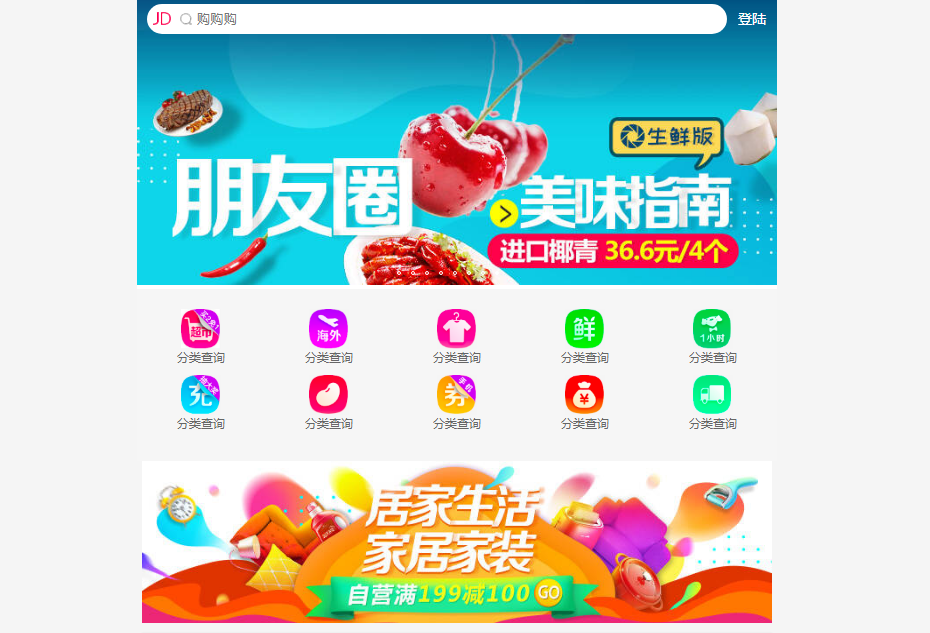 JD 购购购 登陆
生鲜版
朋友圈
美味指南
进口椰青 36.6元/4个
超市
海外
鲜
1小时
充
券
手机
分类查询 分类查询 分类查询 分类查询 分类查询
分类查询 分类查询 分类查询 分类查询 分类查询
居家生活
家居家装
自营满199减100 GO